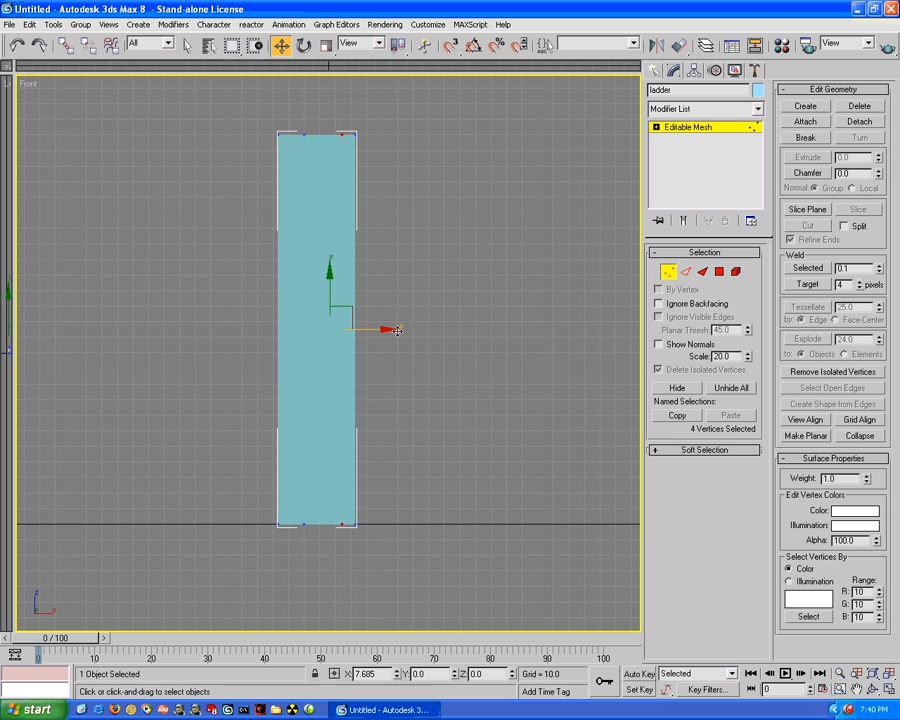 Untitled - Autodesk 3ds Max 8 - Stand-alone License
File Edit Tools Group Views Create Modifiers Character reactor Animation Graph Editors Rendering Customize MAXScript Help
All View View
Front
y
z
x
ladder
Modifier List
Editable Mesh
Selection
By Vertex
Ignore Backfacing
Ignore Visible Edges
Planar Thresh: 45.0
Show Normals
Scale: 20.0
Delete Isolated Vertices
Hide Unhide All
Named Selections:
Copy Paste
4 Vertices Selected
Soft Selection
Edit Geometry
Create Delete
Attach Detach
Break Turn
Extrude 0.0
Chamfer 0.0
Normal: Group Local
Slice Plane Slice
Cut Split
Refine Ends
Weld
Selected 0.1
Target 4 pixels
Tessellate 25.0
by: Edge Face-Center
Explode 24.0
to: Objects Elements
Remove Isolated Vertices
Select Open Edges
Create Shape from Edges
View Align Grid Align
Make Planar Collapse
Surface Properties
Weight: 1.0
Edit Vertex Colors
Color:
Illumination:
Alpha: 100.0
Select Vertices By
Color
Illumination
Range:
R: 10
G: 10
B: 10
Select
0 / 100
0 10 20 30 40 50 60 70 80 90 100
1 Object Selected X: 7.685 Y: 0.0 Z: 0.0 Grid = 10.0 Auto Key Selected
Click or click-and-drag to select objects Add Time Tag Set Key Key Filters... 0
start Untitled - Autodesk 3... 7:40 PM